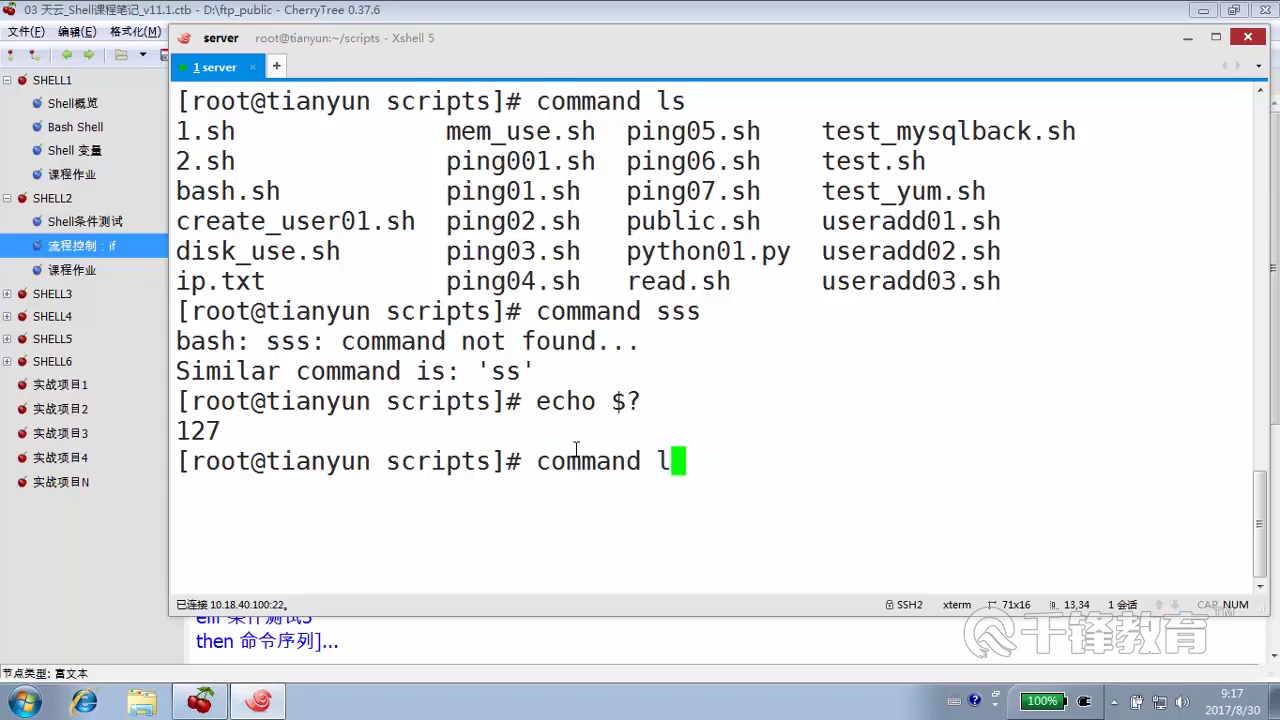 03 天云_Shell课程笔记_v11.1.ctb - D:\ftp_public - CherryTree 0.37.6
文件(F) 编辑(E) 格式化(M)
server root@tianyun:~/scripts - Xshell 5
1 server
+
SHELL1
Shell概览
Bash Shell
Shell 变量
课程作业
SHELL2
Shell条件测试
流程控制：if
课程作业
SHELL3
SHELL4
SHELL5
SHELL6
实战项目1
实战项目2
实战项目3
实战项目4
实战项目N
[root@tianyun scripts]# command ls
1.sh mem_use.sh ping05.sh test_mysqlback.sh
2.sh ping001.sh ping06.sh test.sh
bash.sh ping01.sh ping07.sh test_yum.sh
create_user01.sh ping02.sh public.sh useradd01.sh
disk_use.sh ping03.sh python01.py useradd02.sh
ip.txt ping04.sh read.sh useradd03.sh
[root@tianyun scripts]# command sss
bash: sss: command not found...
Similar command is: 'ss'
[root@tianyun scripts]# echo $?
127
[root@tianyun scripts]# command l
已连接 10.18.40.100:22。 SSH2 xterm 71x16 13,34 1 会话 CAP NUM
elif 条件测试3
then 命令序列]...
千锋教育 TM
节点类型: 富文本
100%
9:17
2017/8/30